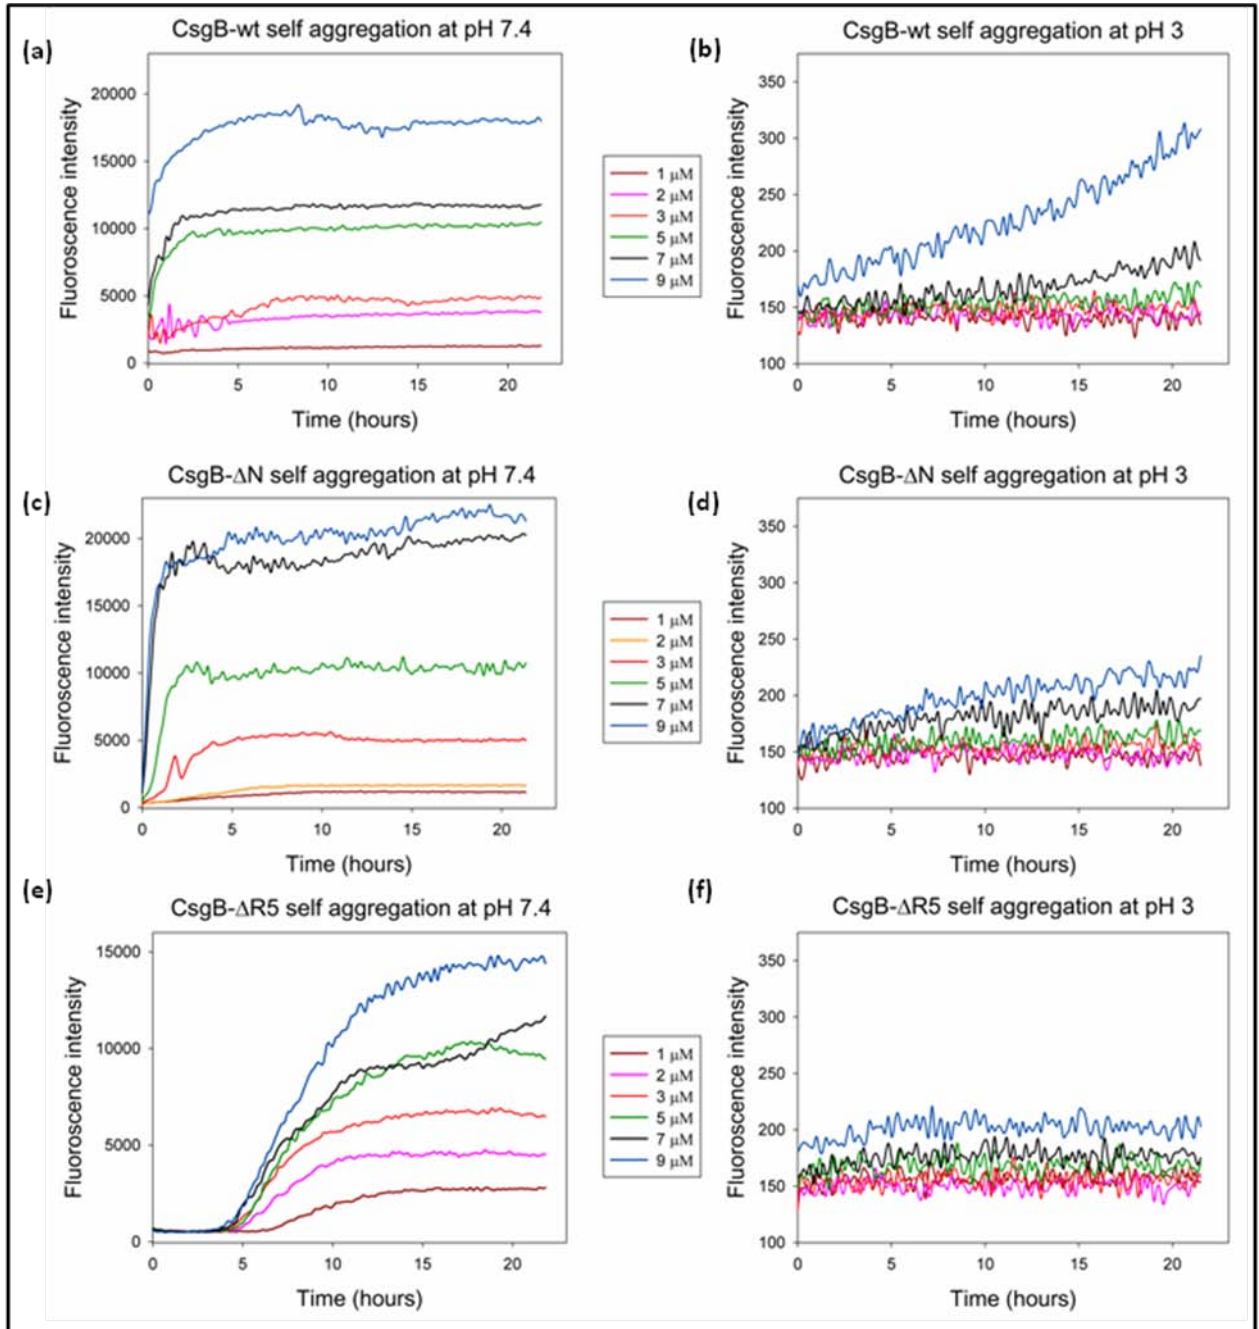 CsgB-wt self aggregation at pH 7.4
(a)
Fluoroscence intensity
20000
15000
10000
5000
0
0 5 10 15 20
Time (hours)
1 μM
2 μM
3 μM
5 μM
7 μM
9 μM
CsgB-wt self aggregation at pH 3
(b)
Fluoroscence intensity
350
300
250
200
150
100
0 5 10 15 20
Time (hours)
CsgB-ΔN self aggregation at pH 7.4
(c)
Fluoroscence intensity
20000
15000
10000
5000
0
0 5 10 15 20
Time (hours)
1 μM
2 μM
3 μM
5 μM
7 μM
9 μM
CsgB-ΔN self aggregation at pH 3
(d)
Fluoroscence intensity
350
300
250
200
150
100
0 5 10 15 20
Time (hours)
CsgB-ΔR5 self aggregation at pH 7.4
(e)
Fluoroscence intensity
15000
10000
5000
0
0 5 10 15 20
Time (hours)
1 μM
2 μM
3 μM
5 μM
7 μM
9 μM
CsgB-ΔR5 self aggregation at pH 3
(f)
Fluoroscence intensity
350
300
250
200
150
100
0 5 10 15 20
Time (hours)